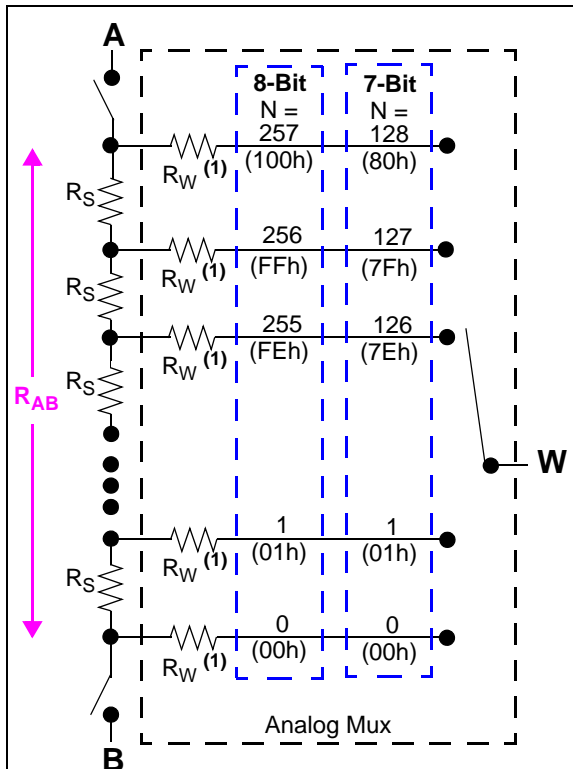 A
8-Bit
N =
7-Bit
N =
257
(100h)
128
(80h)
RW (1)
RS
256
(FFh)
127
(7Fh)
RW (1)
RS
255
(FEh)
126
(7Eh)
RW (1)
RS
RAB
W
1
(01h)
1
(01h)
RW (1)
RS
0
(00h)
0
(00h)
RW (1)
Analog Mux
B